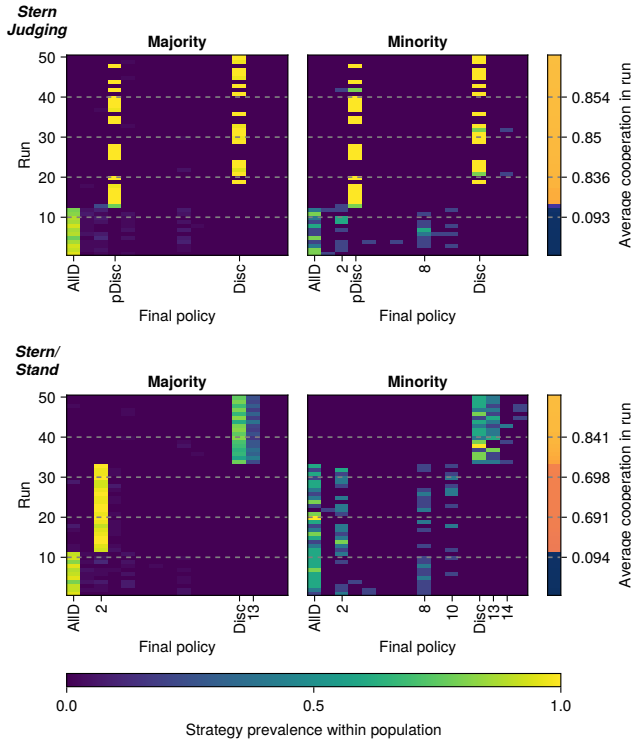 Stern
Judging
Majority
Minority
50
40
30
20
10
Run
AllD
pDisc
Disc
Final policy
AllD
2
pDisc
8
Disc
Final policy
0.854
0.85
0.836
0.093
Average cooperation in run
Stern/
Stand
Majority
Minority
50
40
30
20
10
Run
AllD
2
Disc
13
Final policy
AllD
2
8
10
Disc
13
14
Final policy
0.841
0.698
0.691
0.094
Average cooperation in run
0.0
0.5
1.0
Strategy prevalence within population